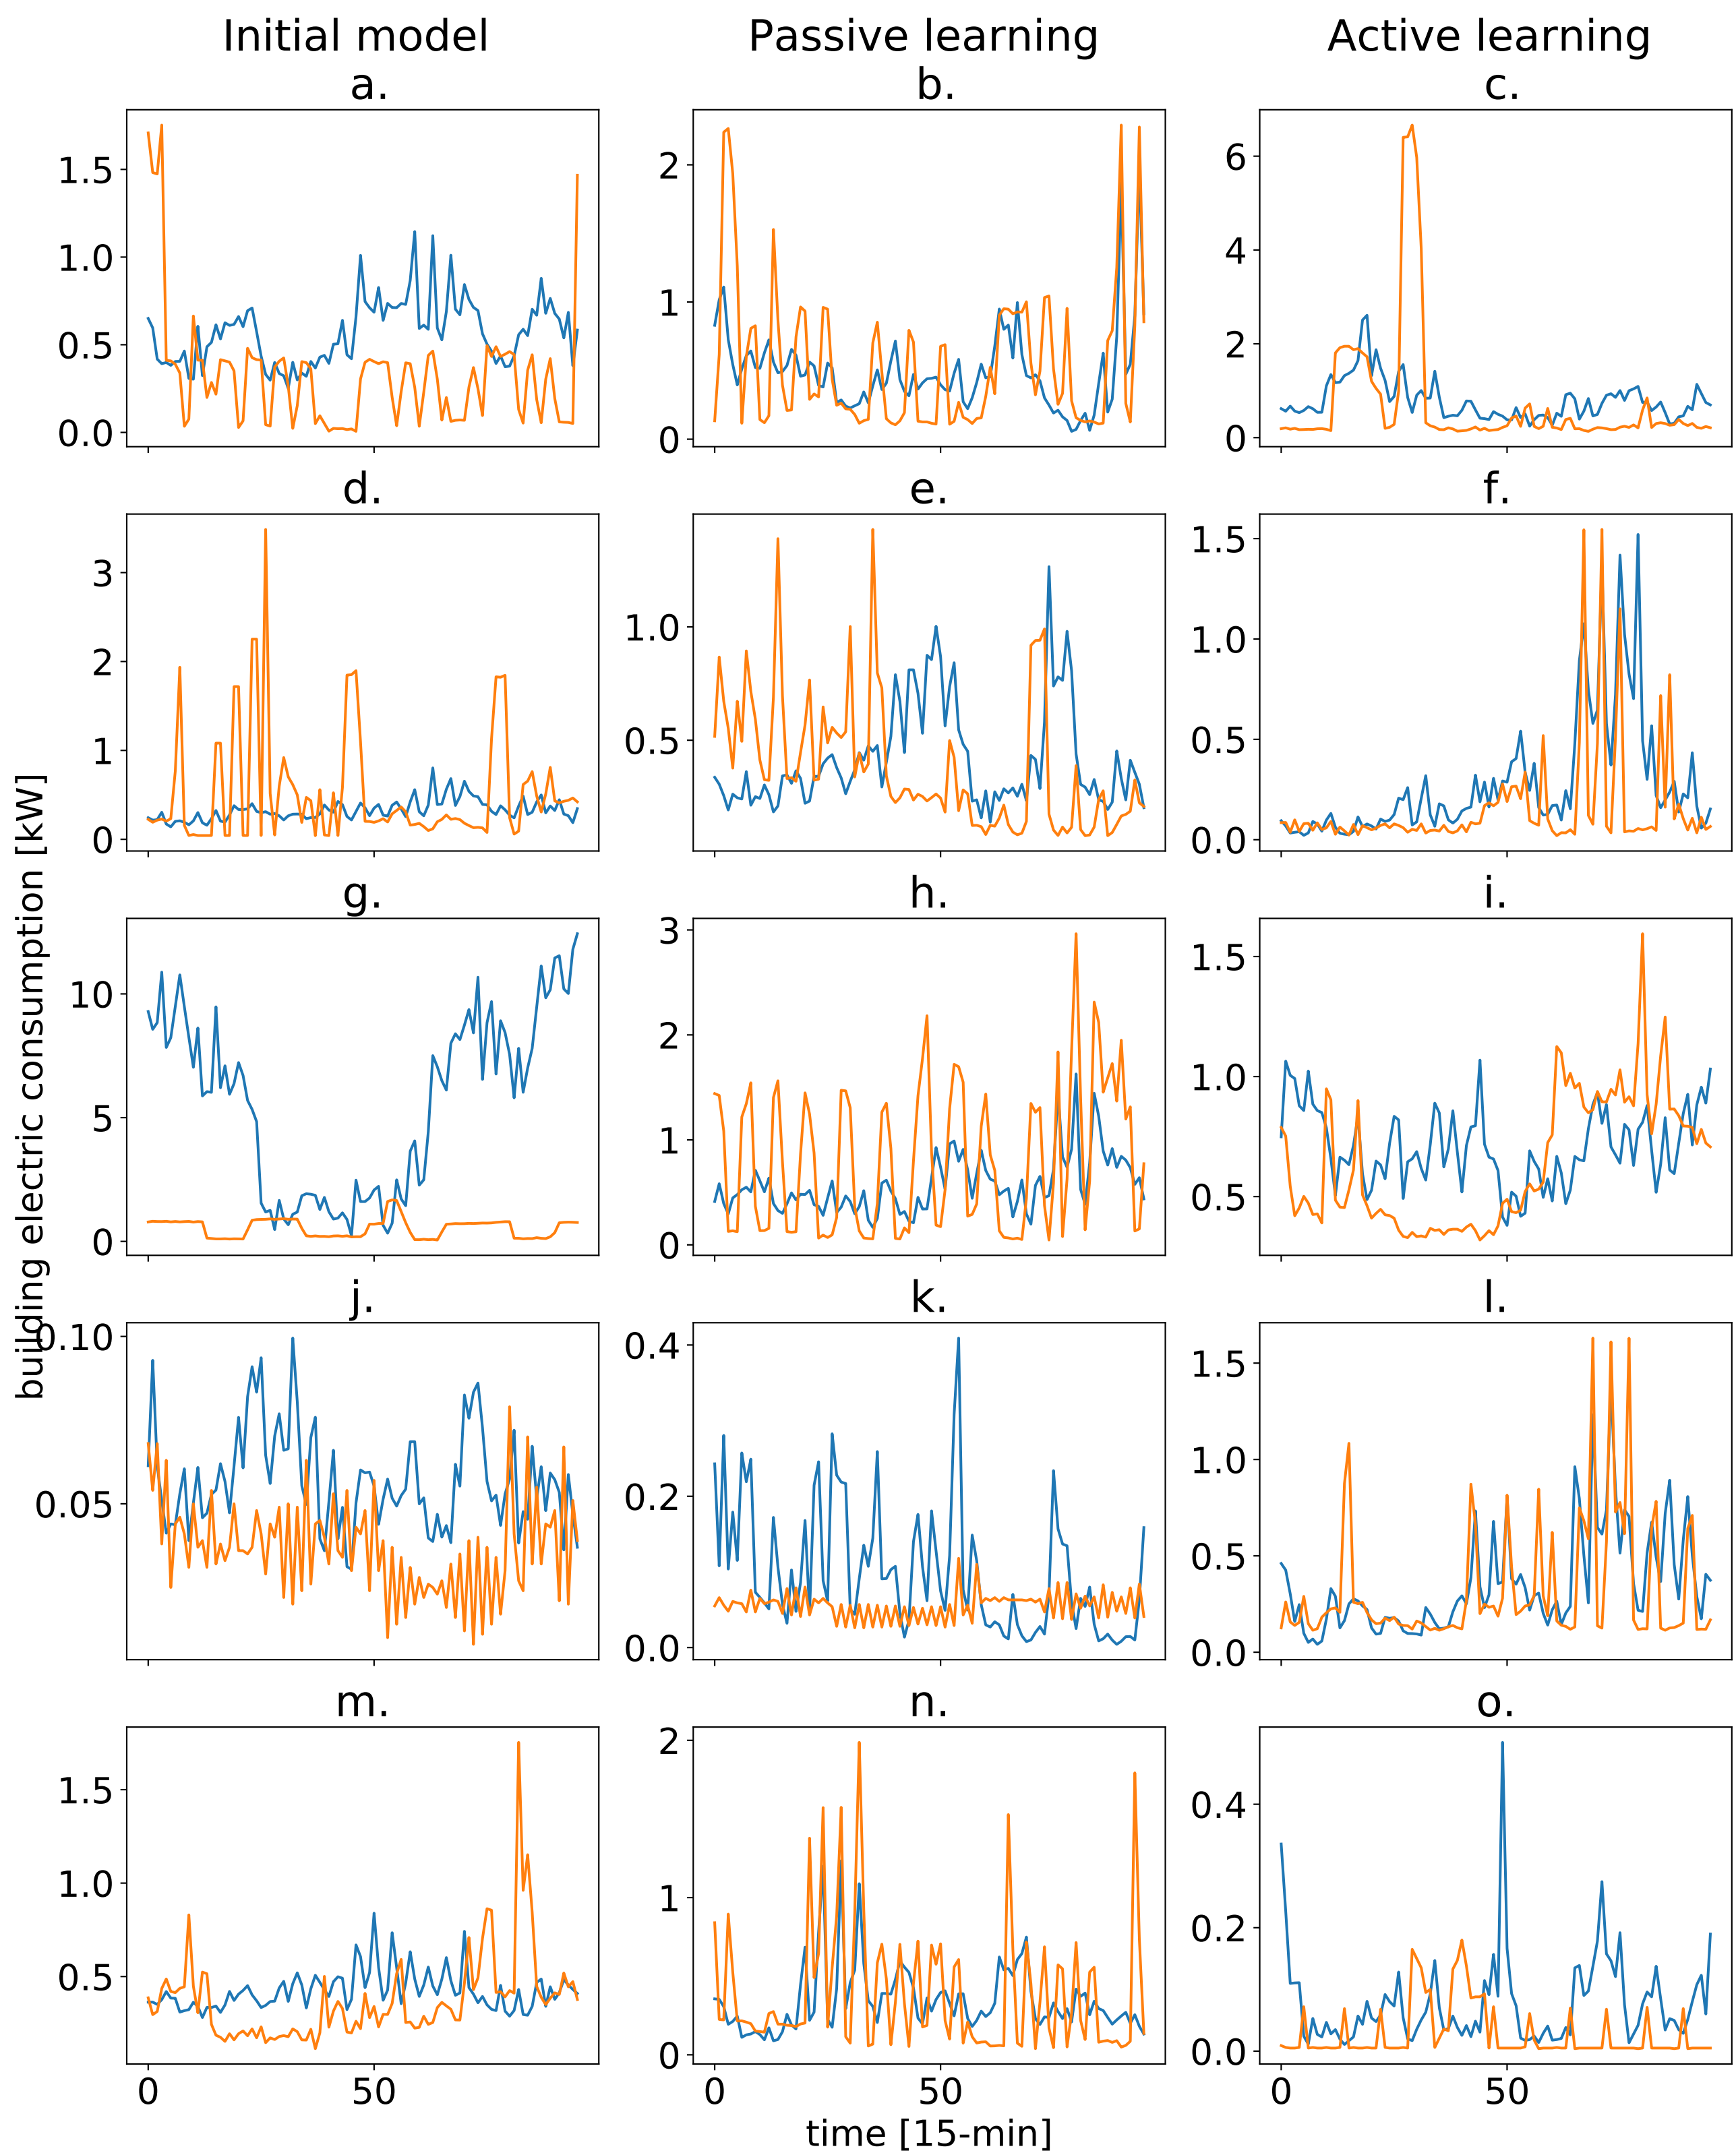 Initial model
Passive learning
Active learning
a.
b.
c.
1.5
1.0
0.5
0.0
2
1
0
6
4
2
0
d.
e.
f.
3
2
1
0
1.0
0.5
1.5
1.0
0.5
0.0
g.
h.
i.
10
5
0
3
2
1
0
1.5
1.0
0.5
j.
k.
l.
0.10
0.05
0.4
0.2
0.0
1.5
1.0
0.5
0.0
m.
n.
o.
1.5
1.0
0.5
2
1
0
0.4
0.2
0.0
0 50
0 50
0 50
time [15-min]
building electric consumption [kW]